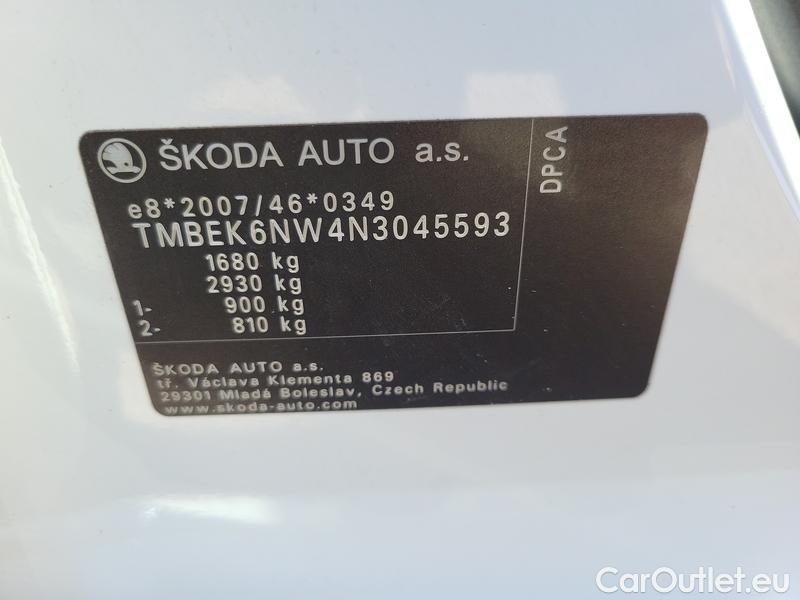 ŠKODA AUTO a.s.
DPCA
e8*2007/46*0349
TMBEK6NW4N3045593
1680 kg
2930 kg
1- 900 kg
2- 810 kg
ŠKODA AUTO a.s.
tř. Václava Klementa 869
29301 Mladá Boleslav, Czech Republic
www.skoda-auto.com
CarOutlet.eu